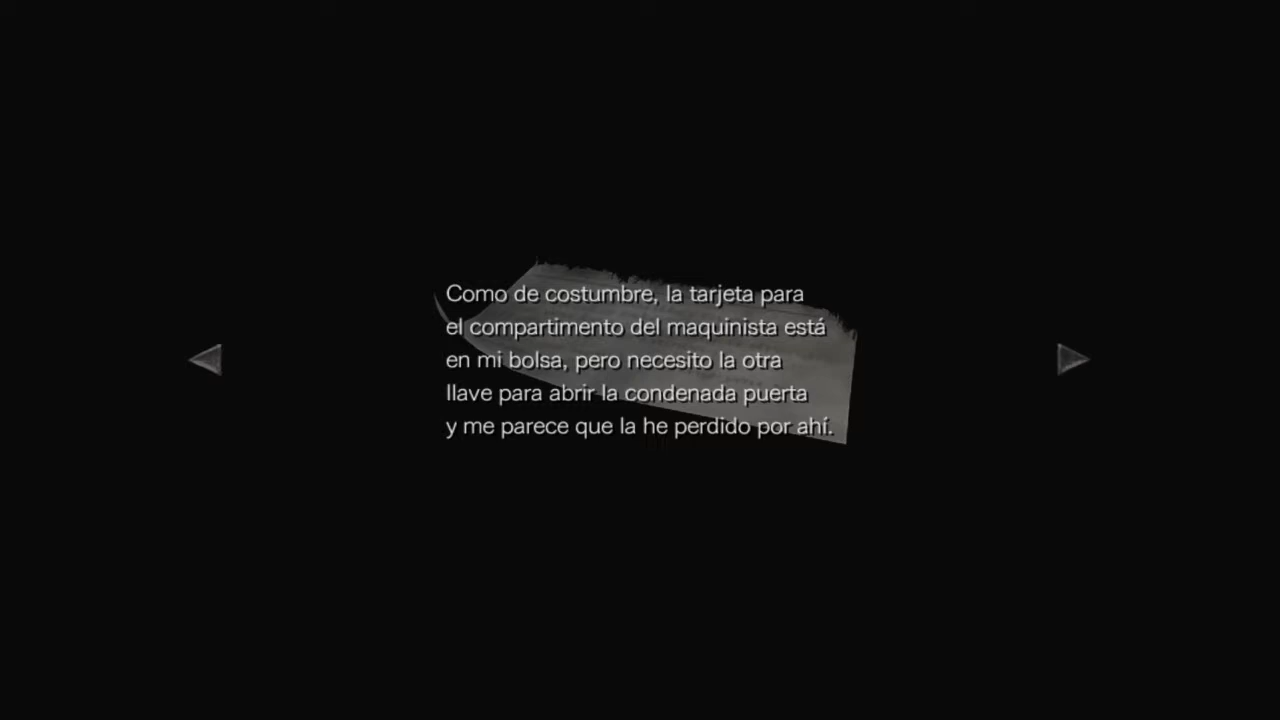 Como de costumbre, la tarjeta para
el compartimento del maquinista está
en mi bolsa, pero necesito la otra
llave para abrir la condenada puerta
y me parece que la he perdido por ahí.